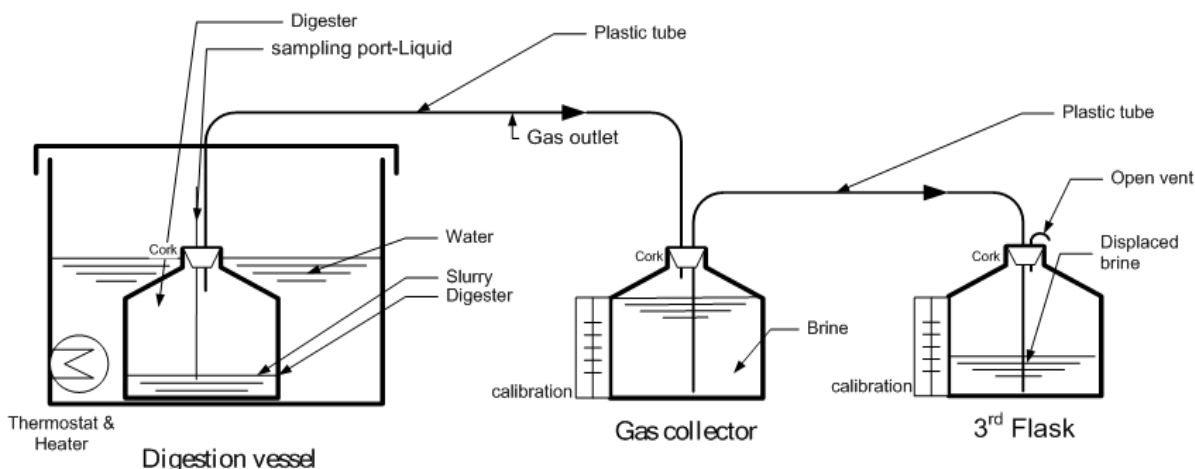 Digester
sampling port-Liquid
Plastic tube
Gas outlet
Plastic tube
Open vent
Cork
Water
Slurry
Digester
Cork
Brine
Cork
Displaced
brine
calibration
calibration
Thermostat &
Heater
Digestion vessel
Gas collector
3rd Flask